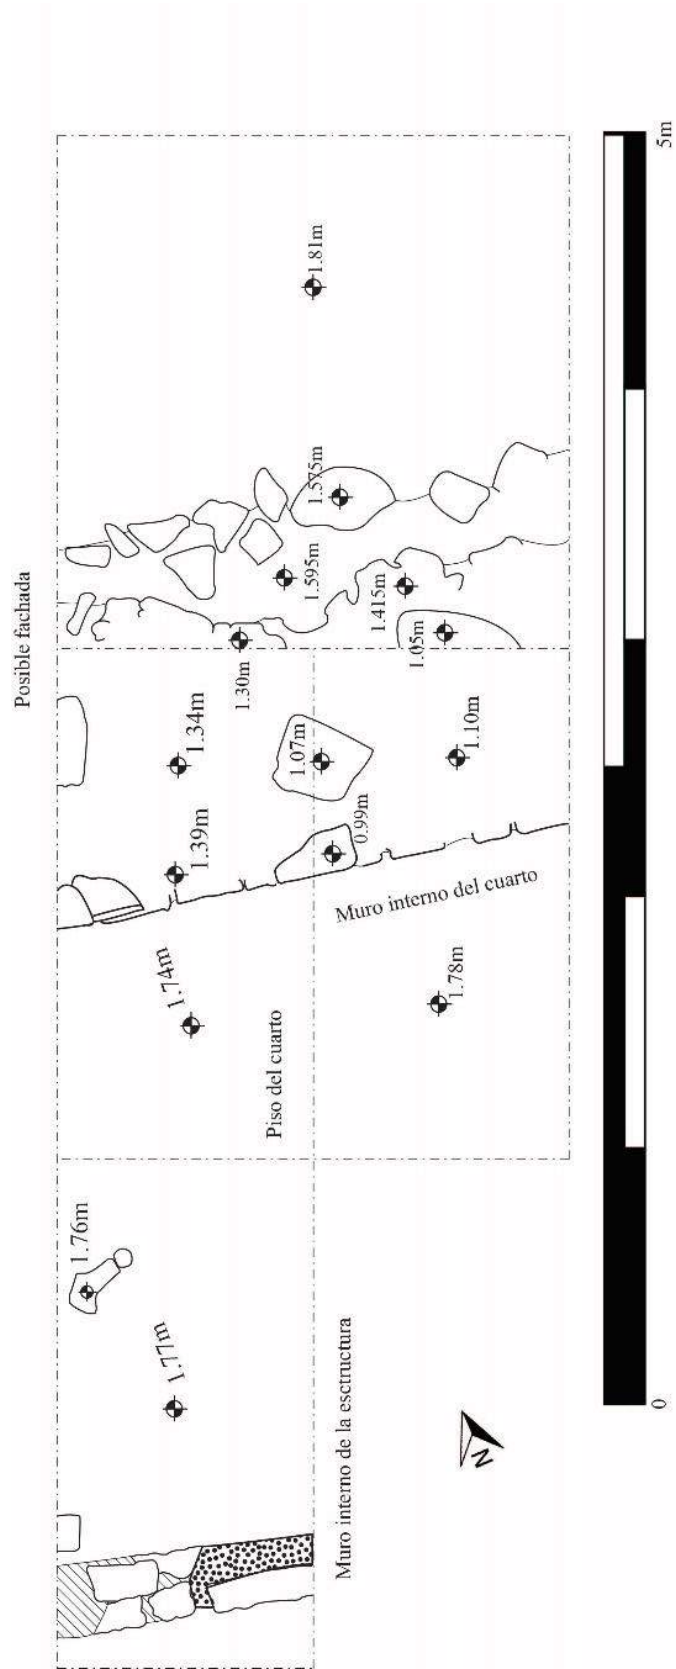 5m
1.81m
1.575m
1.595m
1.415m
Posible fachada
1.05m
1.30m
1.34m
1.07m
1.10m
1.39m
0.99m
Muro interno del cuarto
1.74m
1.78m
Piso del cuarto
1.76m
1.77m
Muro interno de la esctructura
0
N